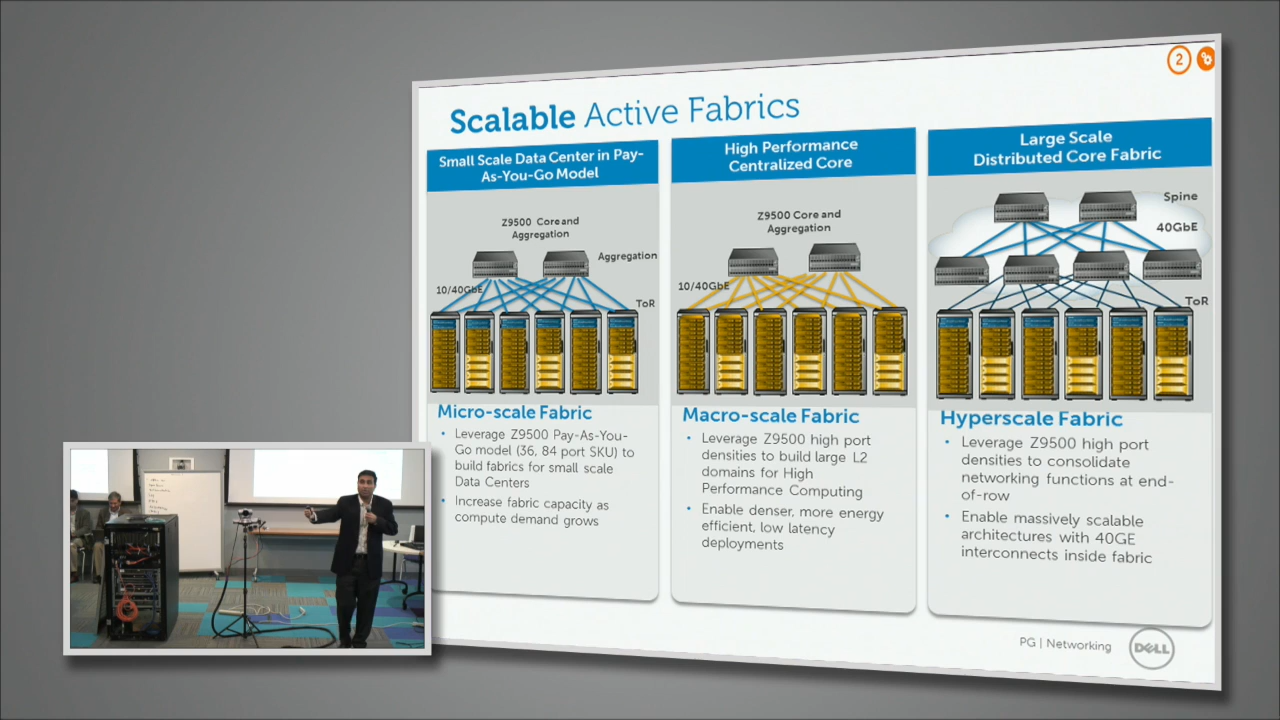 2
Scalable Active Fabrics
Small Scale Data Center in Pay-
As-You-Go Model
Z9500 Core and
Aggregation
Aggregation
10/40GbE
ToR
Micro-scale Fabric
• Leverage Z9500 Pay-As-You-
Go model (36, 84 port SKU) to
build fabrics for small scale
Data Centers
• Increase fabric capacity as
compute demand grows
High Performance
Centralized Core
Z9500 Core and
Aggregation
10/40GbE
Macro-scale Fabric
• Leverage Z9500 high port
densities to build large L2
domains for High
Performance Computing
• Enable denser, more energy
efficient, low latency
deployments
Large Scale
Distributed Core Fabric
Spine
40GbE
ToR
Hyperscale Fabric
• Leverage Z9500 high port
densities to consolidate
networking functions at end-
of-row
• Enable massively scalable
architectures with 40GE
interconnects inside fabric
PG | Networking
DELL